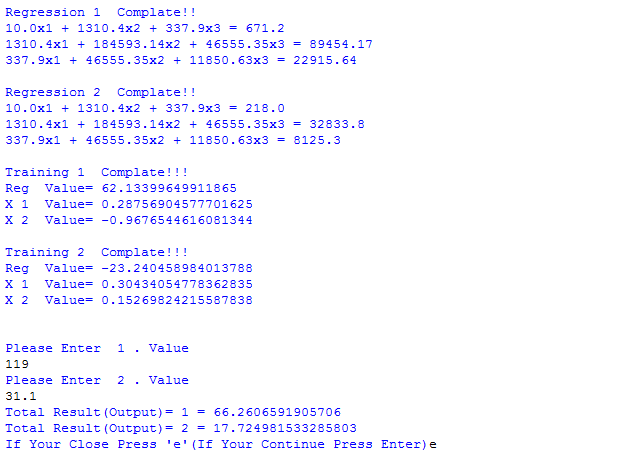 Regression 1  Complate!!
10.0x1 + 1310.4x2 + 337.9x3 = 671.2
1310.4x1 + 184593.14x2 + 46555.35x3 = 89454.17
337.9x1 + 46555.35x2 + 11850.63x3 = 22915.64
Regression 2  Complate!!
10.0x1 + 1310.4x2 + 337.9x3 = 218.0
1310.4x1 + 184593.14x2 + 46555.35x3 = 32833.8
337.9x1 + 46555.35x2 + 11850.63x3 = 8125.3
Training 1  Complate!!!
Reg  Value= 62.13399649911865
X 1  Value= 0.28756904577701625
X 2  Value= -0.9676544616081344
Training 2  Complate!!!
Reg  Value= -23.240458984013788
X 1  Value= 0.30434054778362835
X 2  Value= 0.15269824215587838
Please Enter  1 . Value
119
Please Enter  2 . Value
31.1
Total Result(Output)= 1 = 66.2606591905706
Total Result(Output)= 2 = 17.724981533285803
If Your Close Press 'e'(If Your Continue Press Enter)e